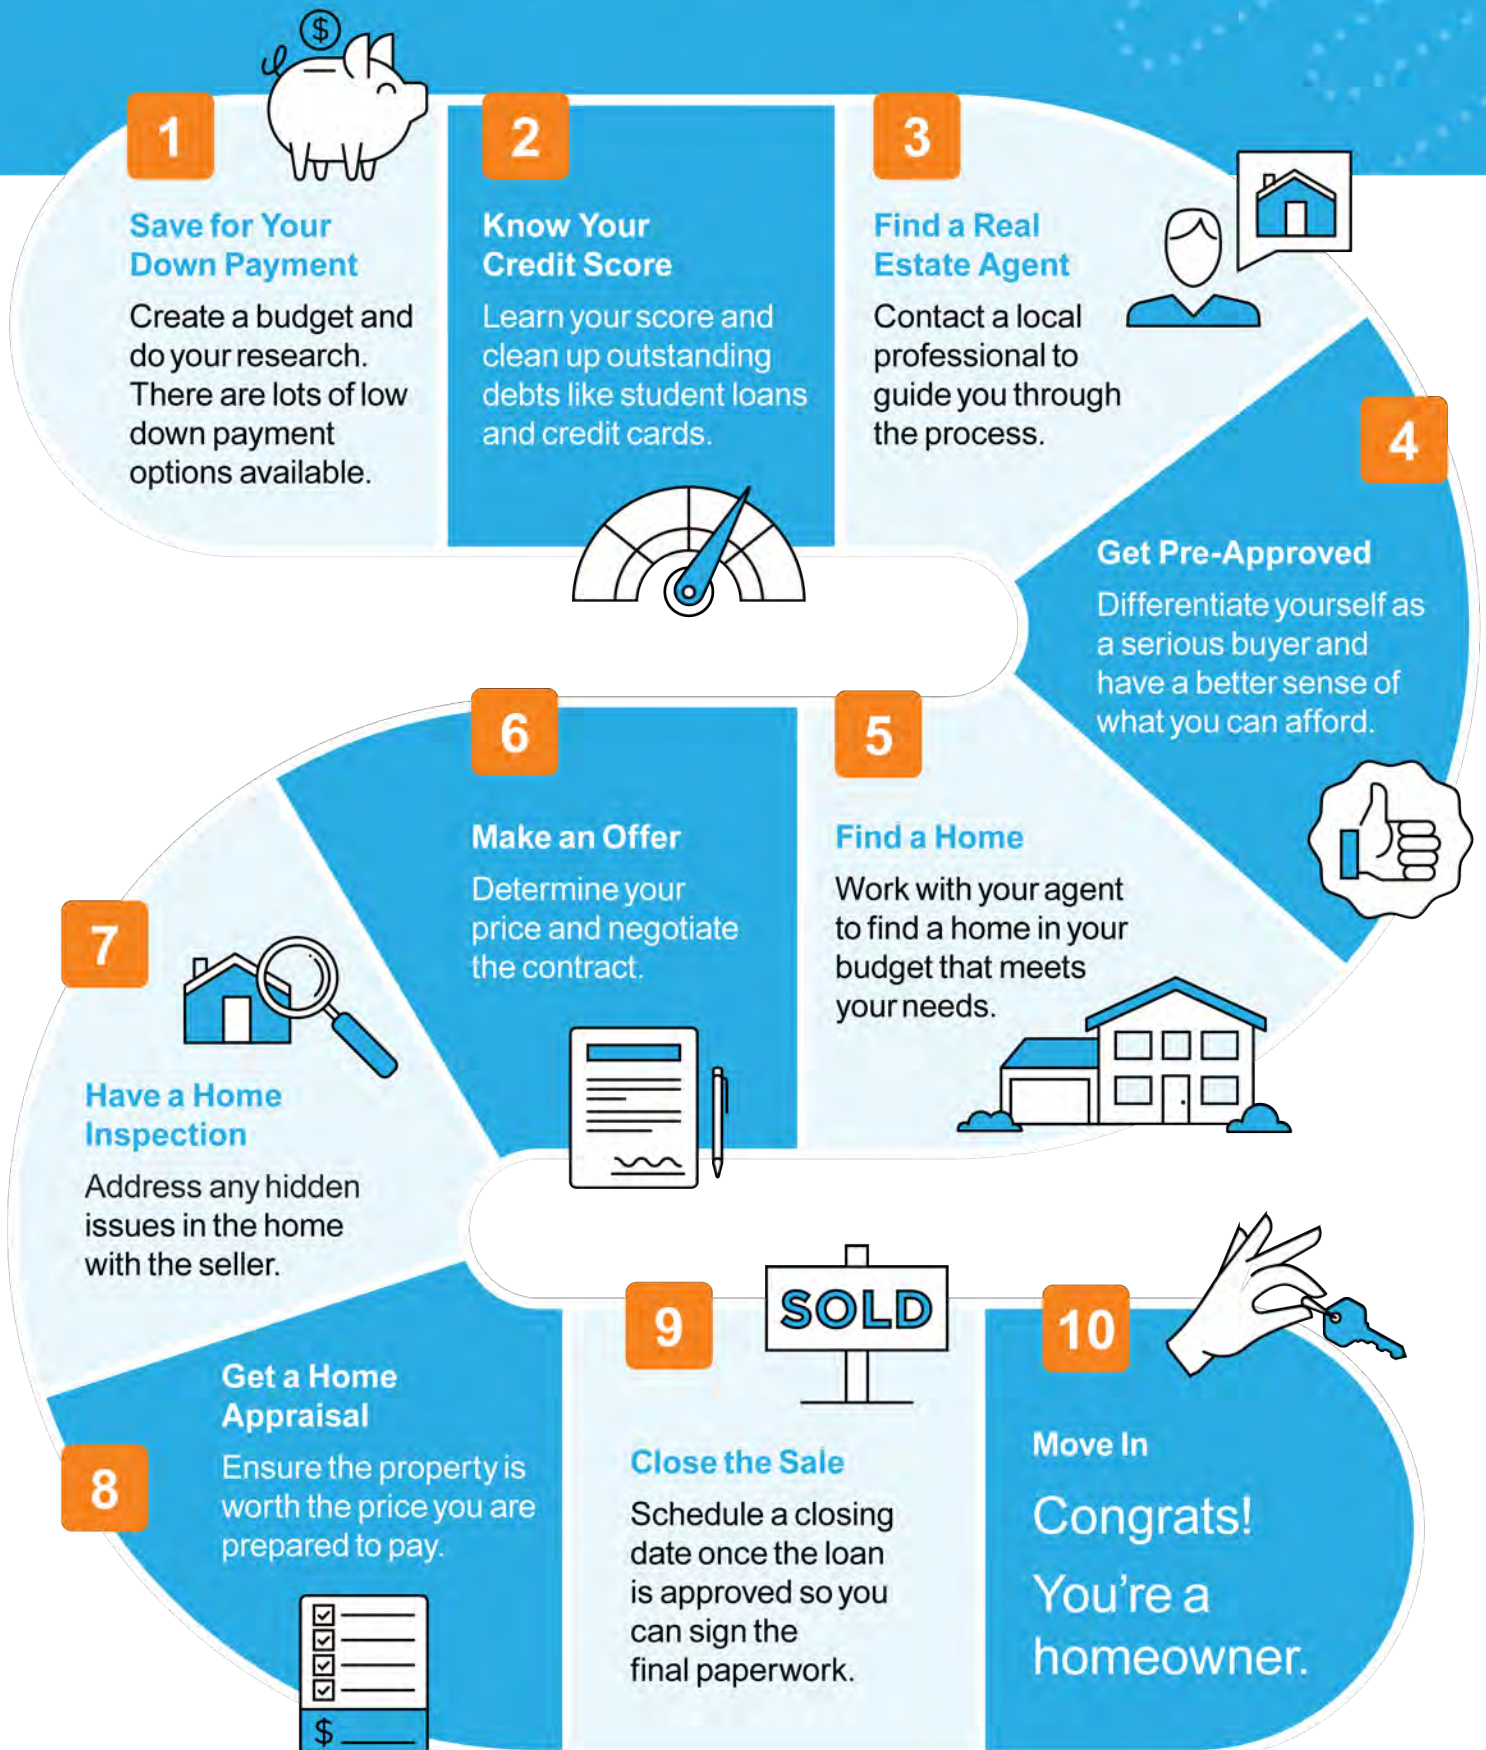 $
1
Save for Your
Down Payment
Create a budget and
do your research.
There are lots of low
down payment
options available.
2
Know Your
Credit Score
Learn your score and
clean up outstanding
debts like student loans
and credit cards.
3
Find a Real
Estate Agent
Contact a local
professional to
guide you through
the process.
4
Get Pre-Approved
Differentiate yourself as
a serious buyer and
have a better sense of
what you can afford.
5
Find a Home
Work with your agent
to find a home in your
budget that meets
your needs.
6
Make an Offer
Determine your
price and negotiate
the contract.
7
Have a Home
Inspection
Address any hidden
issues in the home
with the seller.
8
Get a Home
Appraisal
Ensure the property is
worth the price you are
prepared to pay.
$
9
SOLD
Close the Sale
Schedule a closing
date once the loan
is approved so you
can sign the
final paperwork.
10
Move In
Congrats!
You're a
homeowner.